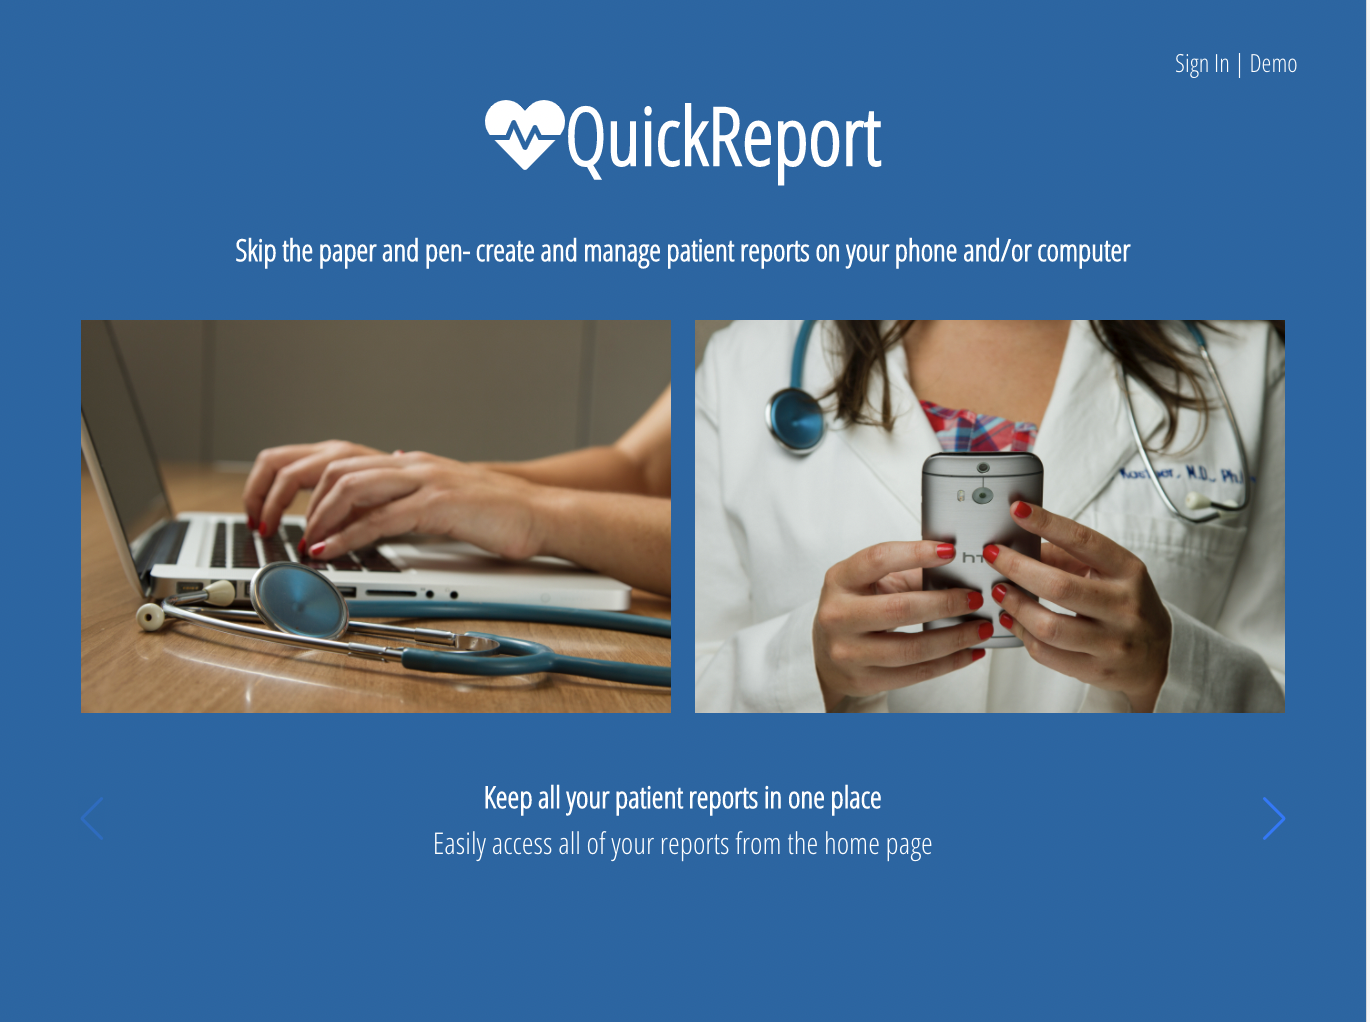 Sign In | Demo
QuickReport
Skip the paper and pen- create and manage patient reports on your phone and/or computer
M.D., Ph.
Keep all your patient reports in one place
Easily access all of your reports from the home page